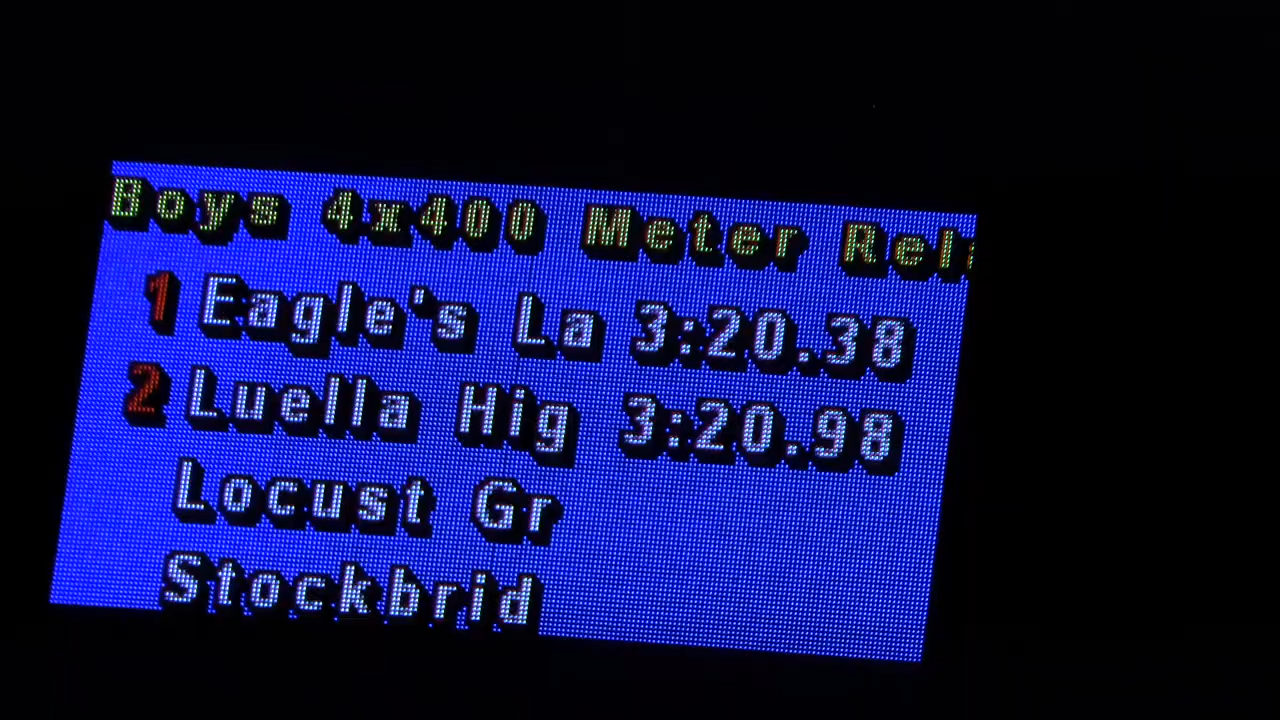 Boys 4x400 Meter Rel
1 Eagle's La 3:20.38
2 Luella Hig 3:20.98
Locust Gr
Stockbrid